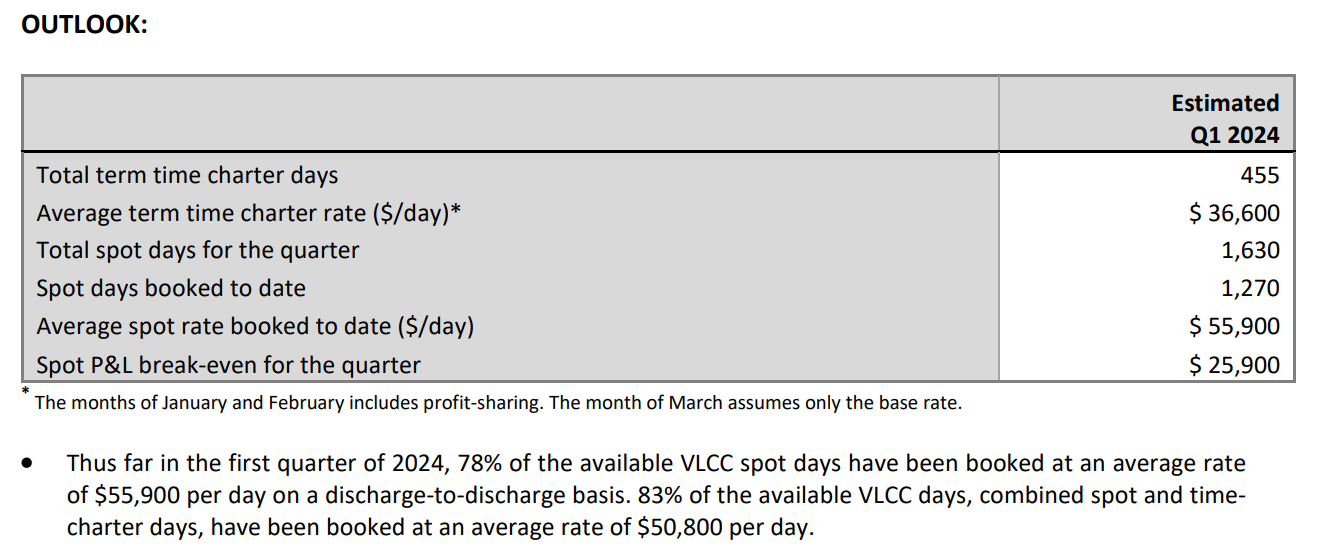 OUTLOOK:
Estimated
Q1 2024
Total term time charter days 455
Average term time charter rate ($/day)* $ 36,600
Total spot days for the quarter 1,630
Spot days booked to date 1,270
Average spot rate booked to date ($/day) $ 55,900
Spot P&L break-even for the quarter $ 25,900
* The months of January and February includes profit-sharing. The month of March assumes only the base rate.
• Thus far in the first quarter of 2024, 78% of the available VLCC spot days have been booked at an average rate
of $55,900 per day on a discharge-to-discharge basis. 83% of the available VLCC days, combined spot and time-
charter days, have been booked at an average rate of $50,800 per day.